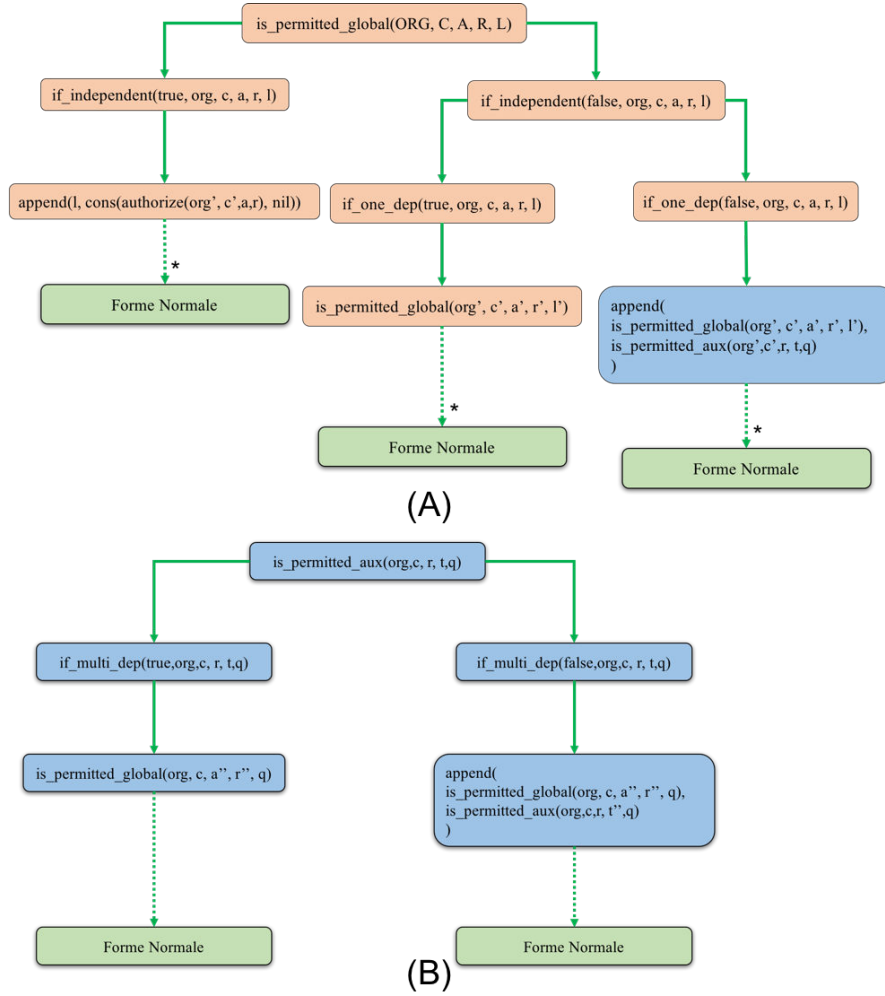 is_permitted_global(ORG, C, A, R, L)
if_independent(true, org, c, a, r, l)
if_independent(false, org, c, a, r, l)
append(l, cons(authorize(org’, c’,a,r), nil))
if_one_dep(true, org, c, a, r, l)
if_one_dep(false, org, c, a, r, l)
*
Forme Normale
is_permitted_global(org’, c’, a’, r’, l’)
append(
is_permitted_global(org’, c’, a’, r’, l’),
is_permitted_aux(org’,c’,r, t,q)
)
*
*
Forme Normale
Forme Normale
(A)
is_permitted_aux(org,c, r, t,q)
if_multi_dep(true,org,c, r, t,q)
if_multi_dep(false,org,c, r, t,q)
is_permitted_global(org, c, a’’, r’’, q)
append(
is_permitted_global(org, c, a’’, r’’, q),
is_permitted_aux(org,c,r, t’’,q)
)
Forme Normale
Forme Normale
(B)